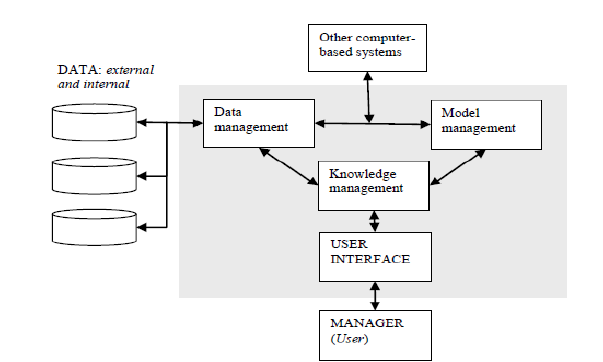 Other computer-
based systems
DATA: external
and internal
Data
management
Model
management
Knowledge
management
USER
INTERFACE
MANAGER
(User)